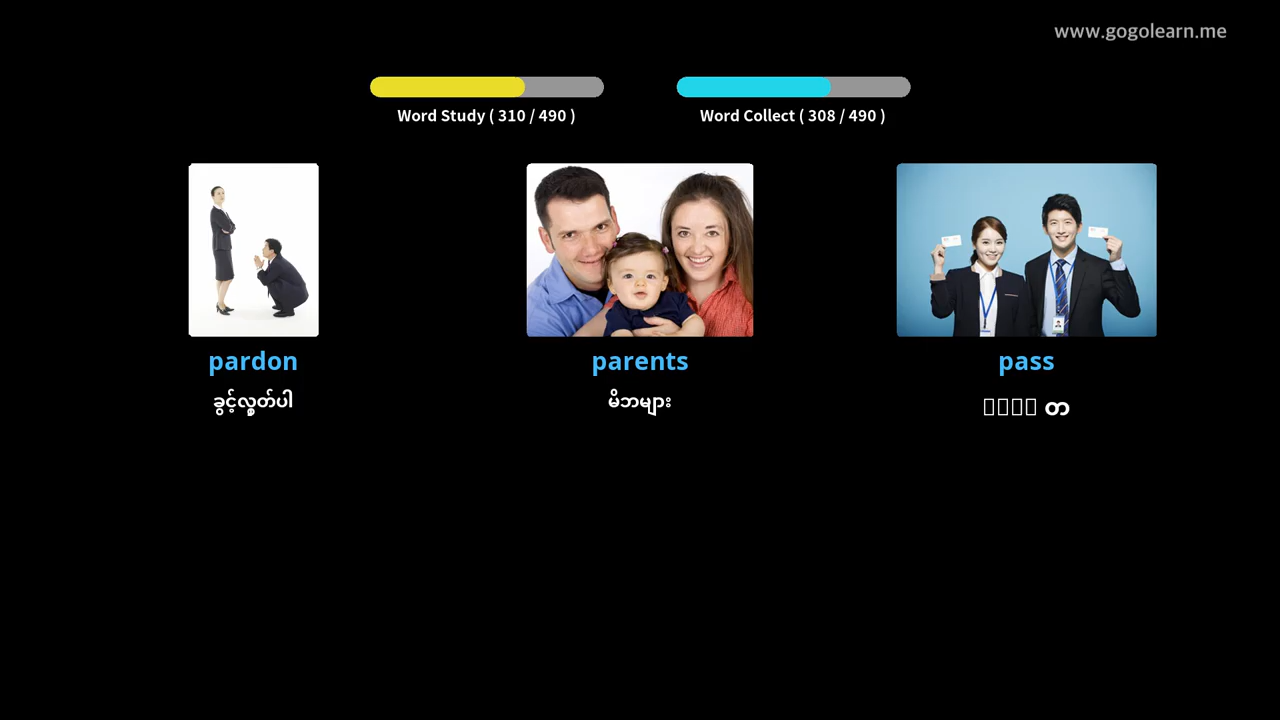 www.gogolearn.me
Word Study ( 310 / 490 )
Word Collect ( 308 / 490 )
pardon
parents
pass
ခွင့်လွှတ်ပါ
မိဘများ
တ